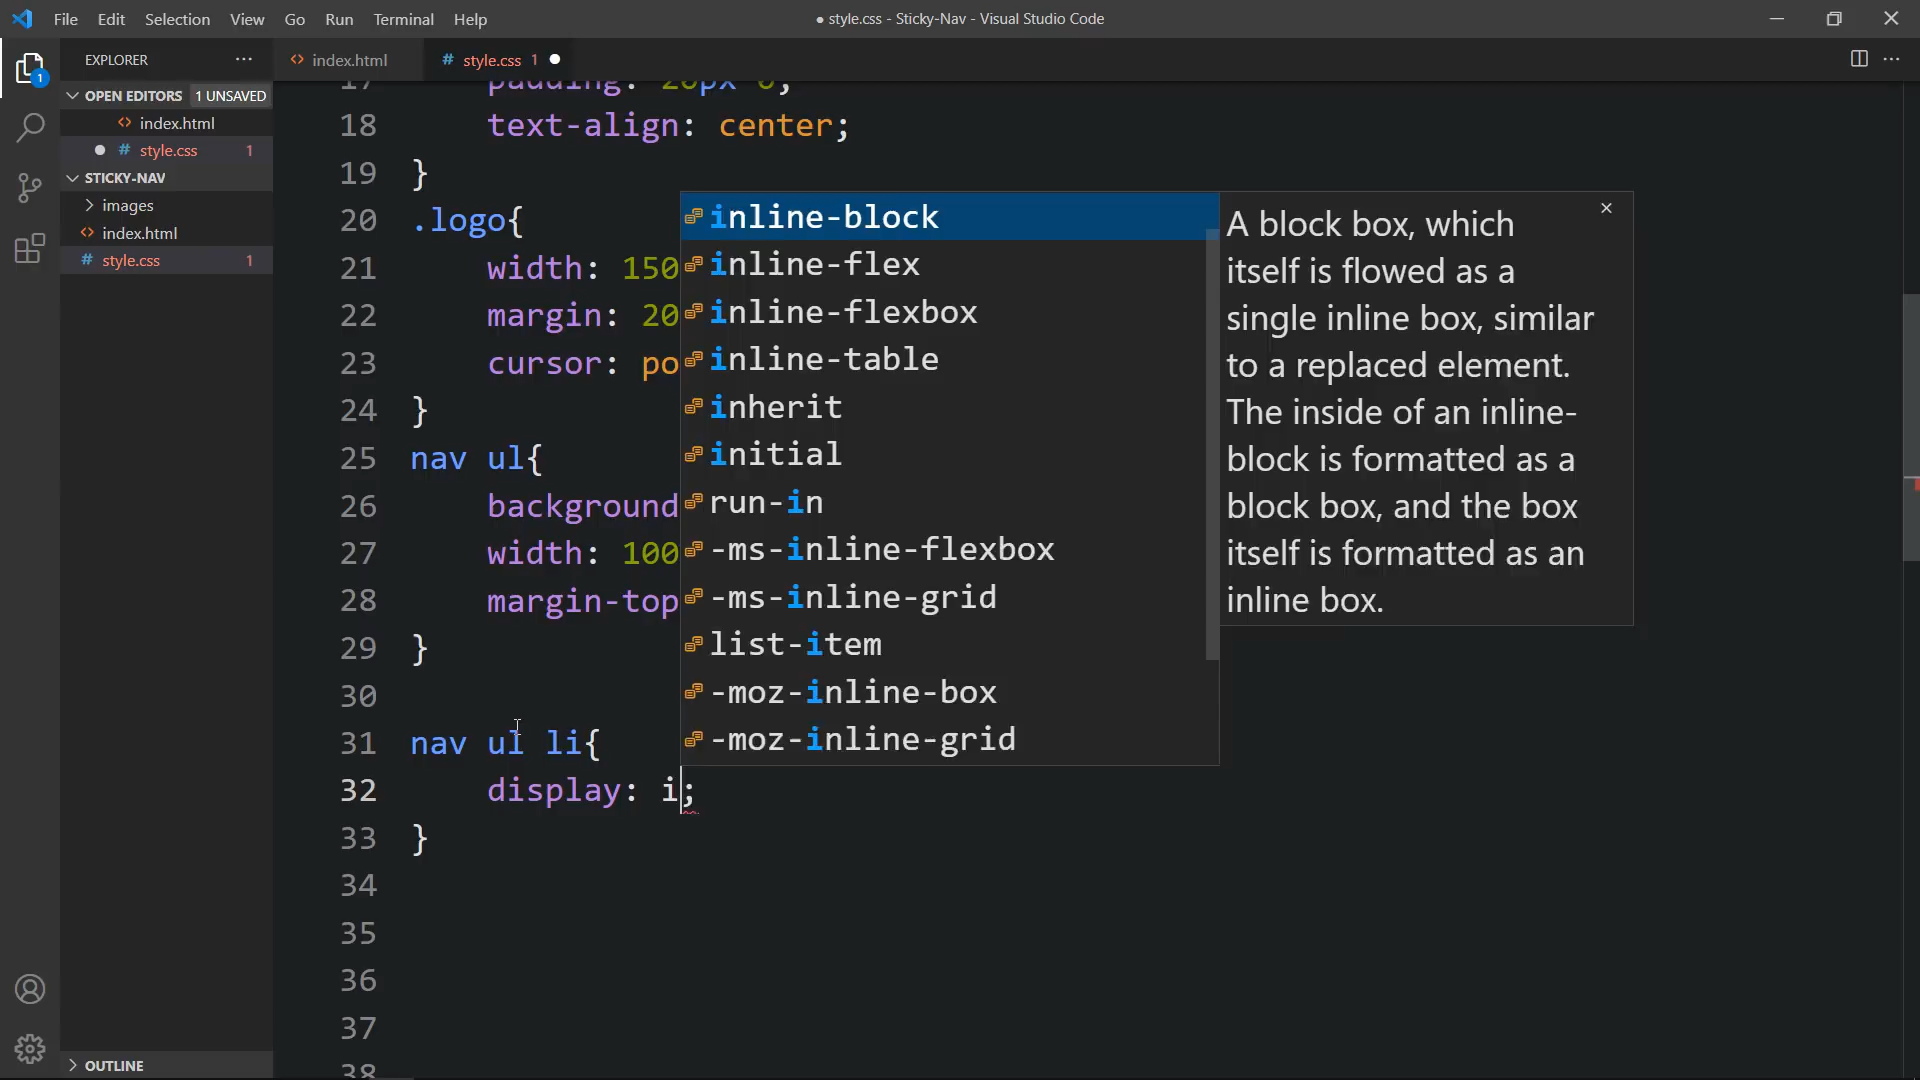 File Edit Selection View Go Run Terminal Help
● style.css - Sticky-Nav - Visual Studio Code
EXPLORER
index.html
# style.css 1
OPEN EDITORS 1 UNSAVED
index.html
# style.css 1
STICKY-NAV
images
index.html
# style.css 1
OUTLINE
1
17 padding: 20px 0;
18 text-align: center;
19 }
20 .logo{
21 width: 150
22 margin: 20
23 cursor: po
24 }
25 nav ul{
26 background
27 width: 100
28 margin-top
29 }
30
31 nav ul li{
32 display: i;
33 }
34
35
36
37
38
inline-block
inline-flex
inline-flexbox
inline-table
inherit
initial
run-in
-ms-inline-flexbox
-ms-inline-grid
list-item
-moz-inline-box
-moz-inline-grid
A block box, which
itself is flowed as a
single inline box, similar
to a replaced element.
The inside of an inline-
block is formatted as a
block box, and the box
itself is formatted as an
inline box.